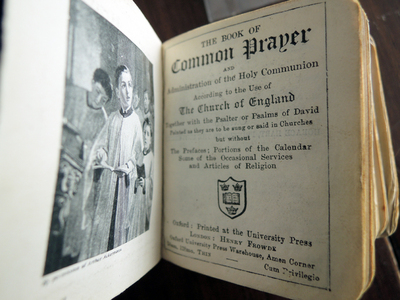 THE BOOK OF
Common Prayer
AND
Administration of the Holy Communion
According to the Use of
The Church of England
Together with the Psalter or Psalms of David
Pointed as they are to be sung or said in Churches
but without
The Prefaces; Portions of the Calendar
Some of the Occasional Services
and Articles of Religion
Oxford: Printed at the University Press
London: Henry Frowde
Oxford University Press Warehouse, Amen Corner
Cum Privilegio